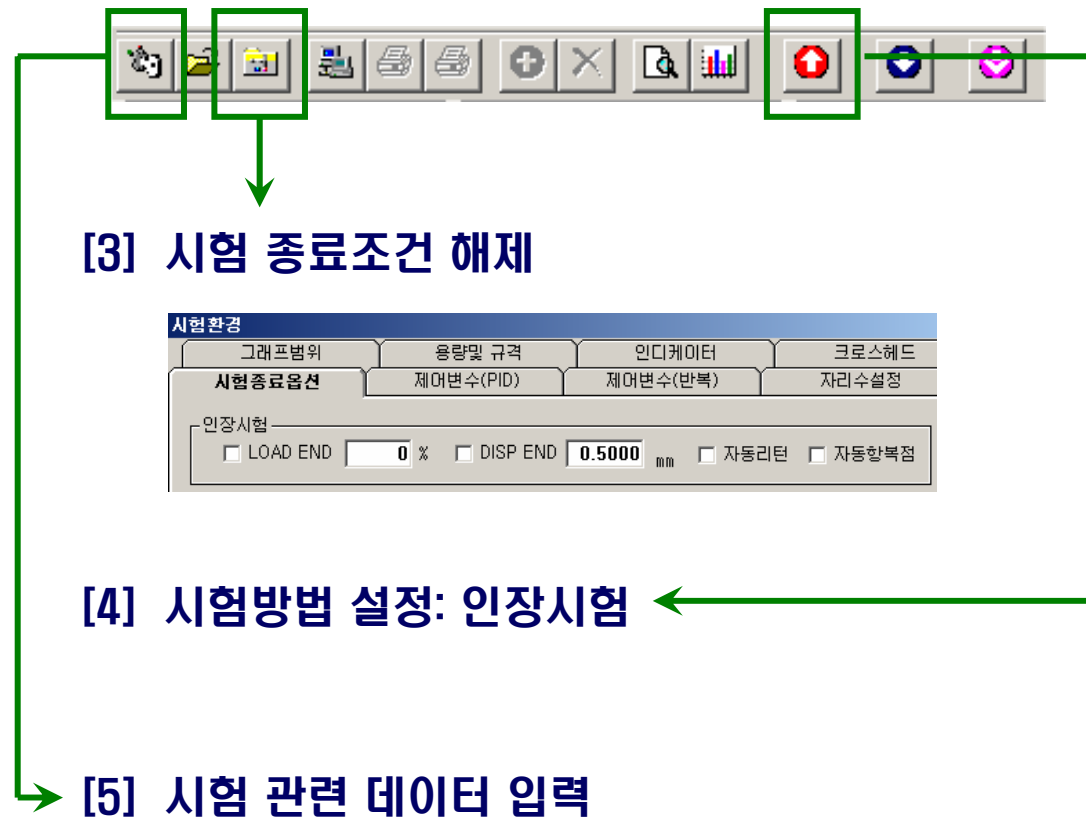 [3] 시험 종료조건 해제
시험환경
그래프범위 용량및 규격 인디케이터 크로스헤드
시험종료옵션 제어변수(PID) 제어변수(반복) 자리수설정
인장시험
LOAD END 0 % DISP END 0.5000 mm 자동리턴 자동항복점
[4] 시험방법 설정: 인장시험
[5] 시험 관련 데이터 입력